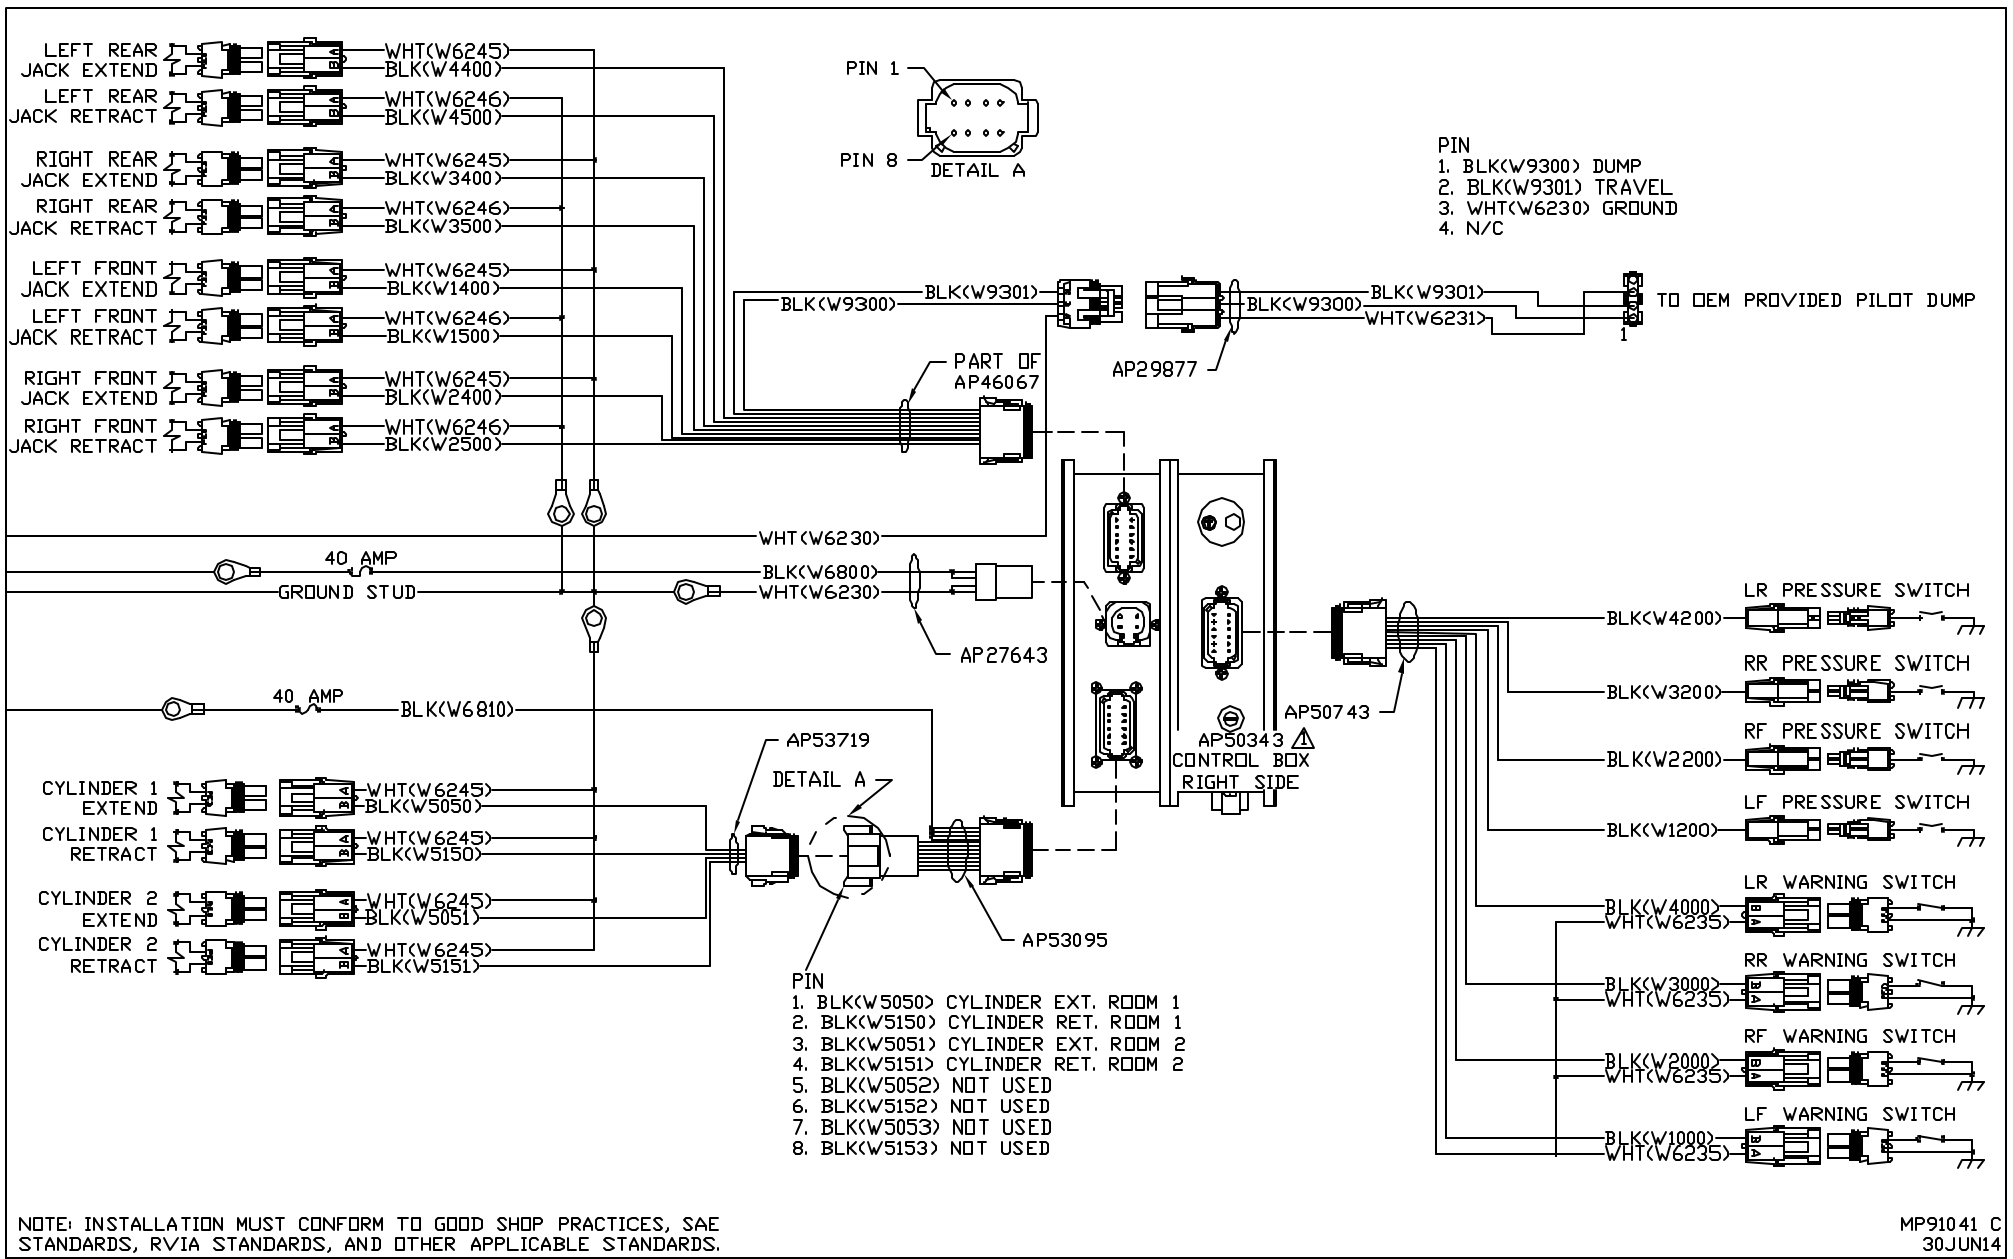 LEFT REAR
JACK EXTEND
WHT(W6245)
BLK(W4400)
LEFT REAR
JACK RETRACT
WHT(W6246)
BLK(W4500)
RIGHT REAR
JACK EXTEND
WHT(W6245)
BLK(W3400)
RIGHT REAR
JACK RETRACT
WHT(W6246)
BLK(W3500)
LEFT FRONT
JACK EXTEND
WHT(W6245)
BLK(W1400)
LEFT FRONT
JACK RETRACT
WHT(W6246)
BLK(W1500)
RIGHT FRONT
JACK EXTEND
WHT(W6245)
BLK(W2400)
RIGHT FRONT
JACK RETRACT
WHT(W6246)
BLK(W2500)
PIN 1
PIN 8
DETAIL A
PIN
1. BLK(W9300) DUMP
2. BLK(W9301) TRAVEL
3. WHT(W6230) GROUND
4. N/C
BLK(W9301)
BLK(W9300)
BLK(W9301)
BLK(W9300)
WHT(W6231)
TO OEM PROVIDED PILOT DUMP
1
AP29877
PART OF
AP46067
WHT(W6230)
40 AMP
BLK(W6800)
GROUND STUD
WHT(W6230)
AP27643
40 AMP
BLK(W6810)
AP50743
AP50343 1
CONTROL BOX
RIGHT SIDE
AP53719
DETAIL A
AP53095
CYLINDER 1
EXTEND
B A
WHT(W6245)
BLK(W5050)
CYLINDER 1
RETRACT
B A
WHT(W6245)
BLK(W5150)
CYLINDER 2
EXTEND
B A
WHT(W6245)
BLK(W5051)
CYLINDER 2
RETRACT
B A
WHT(W6245)
BLK(W5151)
PIN
1. BLK(W5050) CYLINDER EXT. ROOM 1
2. BLK(W5150) CYLINDER RET. ROOM 1
3. BLK(W5051) CYLINDER EXT. ROOM 2
4. BLK(W5151) CYLINDER RET. ROOM 2
5. BLK(W5052) NOT USED
6. BLK(W5152) NOT USED
7. BLK(W5053) NOT USED
8. BLK(W5153) NOT USED
LR PRESSURE SWITCH
BLK(W4200)
RR PRESSURE SWITCH
BLK(W3200)
RF PRESSURE SWITCH
BLK(W2200)
LF PRESSURE SWITCH
BLK(W1200)
LR WARNING SWITCH
BLK(W4000)
WHT(W6235)
B A
RR WARNING SWITCH
BLK(W3000)
WHT(W6235)
B A
RF WARNING SWITCH
BLK(W2000)
WHT(W6235)
B A
LF WARNING SWITCH
BLK(W1000)
WHT(W6235)
B A
NOTE: INSTALLATION MUST CONFORM TO GOOD SHOP PRACTICES, SAE
STANDARDS, RVIA STANDARDS, AND OTHER APPLICABLE STANDARDS.
MP91041 C
30JUN14